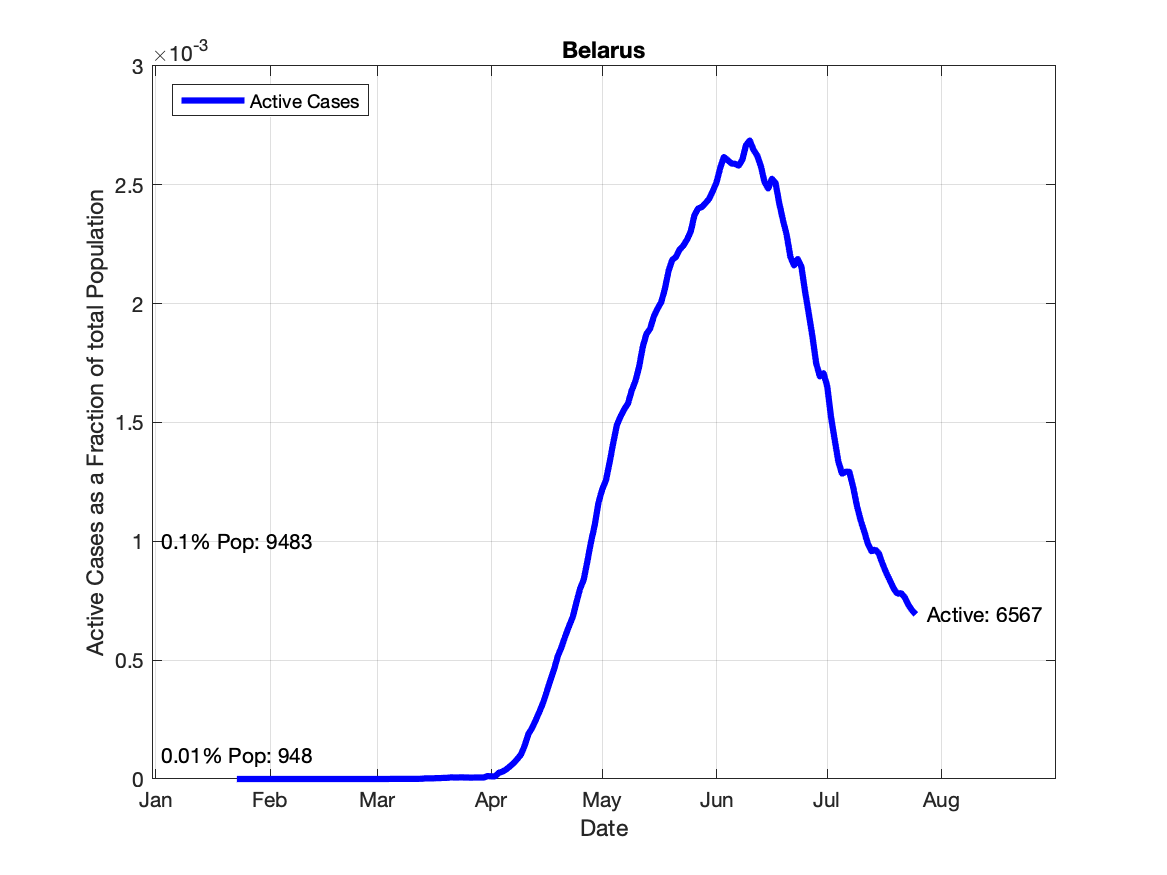 Belarus
×10-3
3
2.5
2
1.5
1
0.5
0
Active Cases
Active Cases as a Fraction of total Population
0.1% Pop: 9483
0.01% Pop: 948
Active: 6567
Jan Feb Mar Apr May Jun Jul Aug
Date